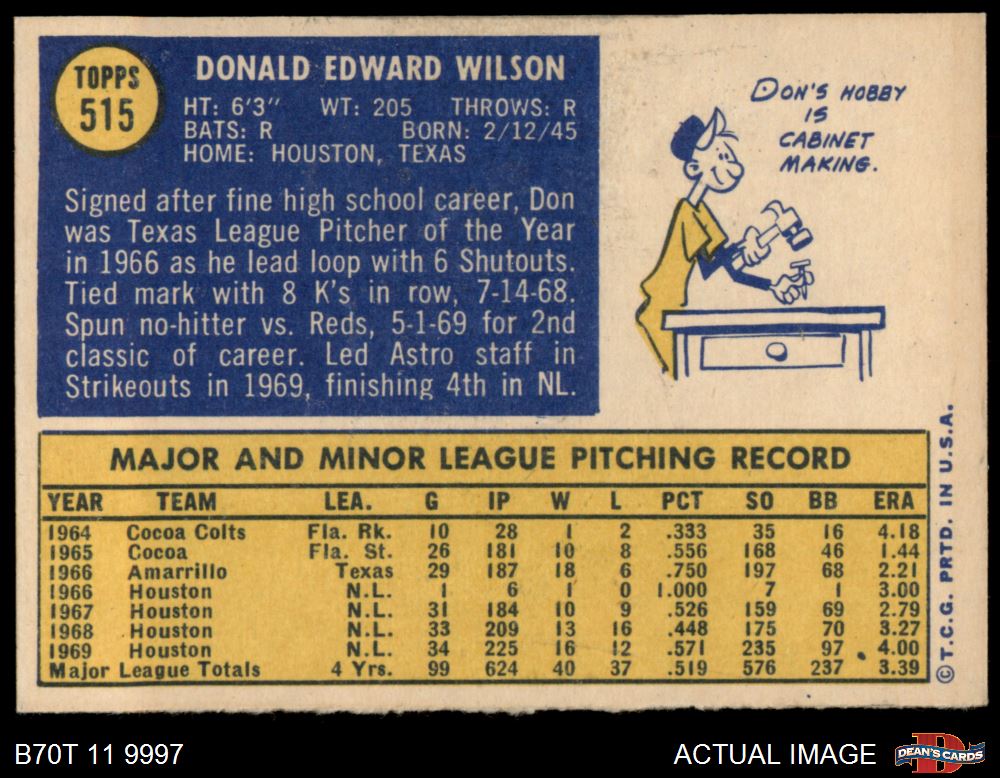 TOPPS
515
DONALD EDWARD WILSON
HT: 6'3" WT: 205 THROWS: R
BATS: R BORN: 2/12/45
HOME: HOUSTON, TEXAS
Signed after fine high school career, Don
was Texas League Pitcher of the Year
in 1966 as he lead loop with 6 Shutouts.
Tied mark with 8 K's in row, 7-14-68.
Spun no-hitter vs. Reds, 5-1-69 for 2nd
classic of career. Led Astro staff in
Strikeouts in 1969, finishing 4th in NL.
DON'S HOBBY
IS
CABINET
MAKING.
MAJOR AND MINOR LEAGUE PITCHING RECORD
YEAR TEAM LEA. G IP W L PCT SO BB ERA
1964 Cocoa Colts Fla. Rk. 10 28 1 2 .333 35 16 4.18
1965 Cocoa Fla. St. 26 181 10 8 .556 168 46 1.44
1966 Amarrillo Texas 29 187 18 6 .750 197 68 2.21
1966 Houston N.L. 1 6 1 0 1.000 7 1 3.00
1967 Houston N.L. 31 184 10 9 .526 159 69 2.79
1968 Houston N.L. 33 209 13 16 .448 175 70 3.27
1969 Houston N.L. 34 225 16 12 .571 235 97 4.00
Major League Totals 4 Yrs. 99 624 40 37 .519 576 237 3.39
© T.C.G. PRTD. IN U.S.A.
B70T 11 9997
ACTUAL IMAGE
DEAN'S CARDS